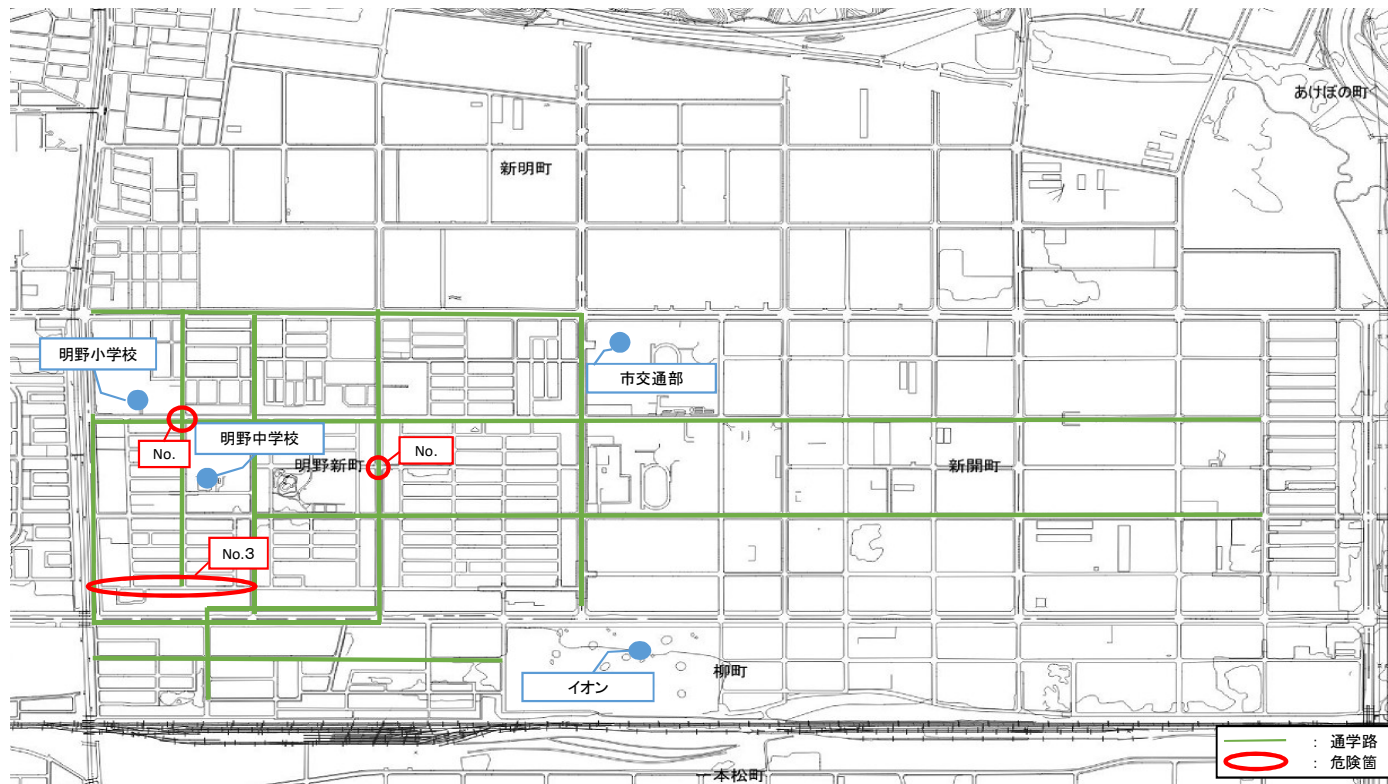 あけぼの町
新明町
明野小学校
市交通部
明野中学校
No.
No.
明野新町
新開町
No.3
柳町
イオン
： 通学路
： 危険箇
一本松町